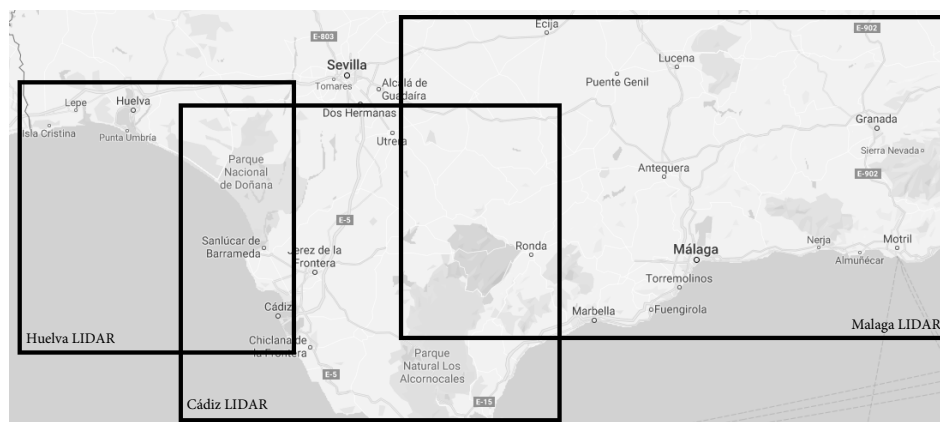 Ecija
E-803
E-902
Sevilla
Lucena
Tomares
Alcalá de
Guadaíra
Puente Genil
Lepe
Huelva
Dos Hermanas
Isla Cristina
Punta Umbría
Utrera
Granada
Sierra Nevada
Parque
Nacional
de Doñana
Antequera
E-902
E-5
Sanlúcar de
Barrameda
Jerez de la
Frontera
Ronda
Málaga
Nerja
Motril
Almuñécar
Torremolinos
Cádiz
Marbella
Fuengirola
Malaga LIDAR
Huelva LIDAR
Chiclana de
la Frontera
Parque
Natural Los
Alcornocales
E-5
Cádiz LIDAR
E-15